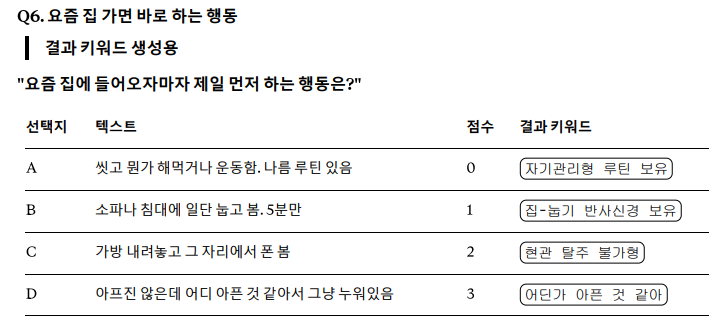 Q6. 요즘 집 가면 바로 하는 행동
결과 키워드 생성용
"요즘 집에 들어오자마자 제일 먼저 하는 행동은?"
선택지 텍스트 점수 결과 키워드
A 씻고 뭔가 해먹거나 운동함. 나름 루틴 있음 0 자기관리형 루틴 보유
B 소파나 침대에 일단 눕고 봄. 5분만 1 집-눕기 반사신경 보유
C 가방 내려놓고 그 자리에서 폰 봄 2 현관 탈주 불가형
D 아프진 않은데 어디 아픈 것 같아서 그냥 누워있음 3 어딘가 아픈 것 같아